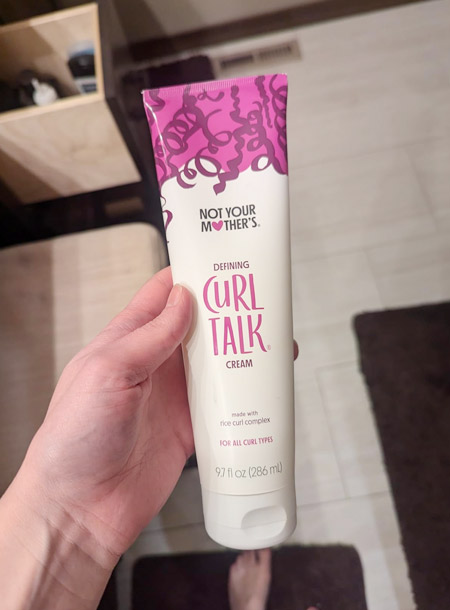 NOT YOUR
MOTHER'S®
DEFINING
CURL
TALK®
CREAM
made with
rice curl complex
FOR ALL CURL TYPES
9.7 fl oz (286 mL)